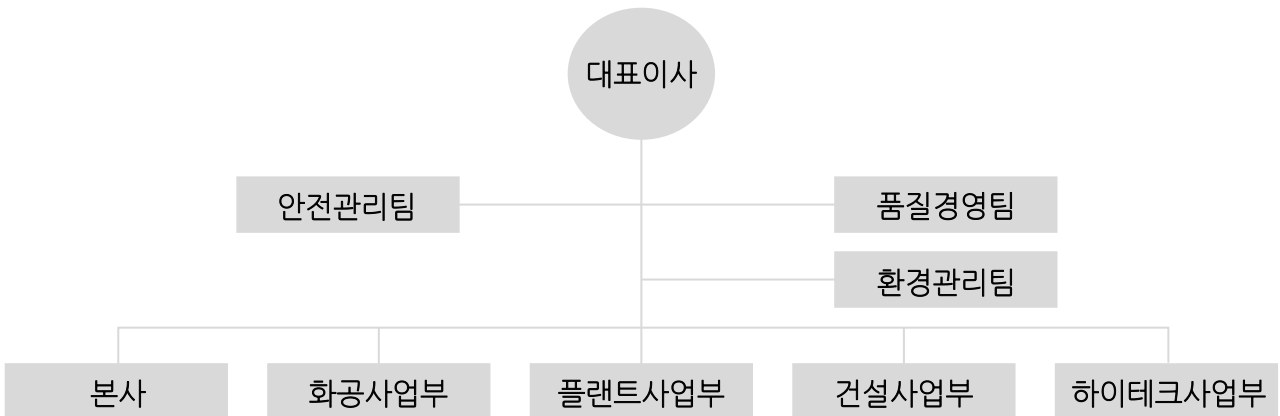 대표이사
안전관리팀
품질경영팀
환경관리팀
본사
화공사업부
플랜트사업부
건설사업부
하이테크사업부